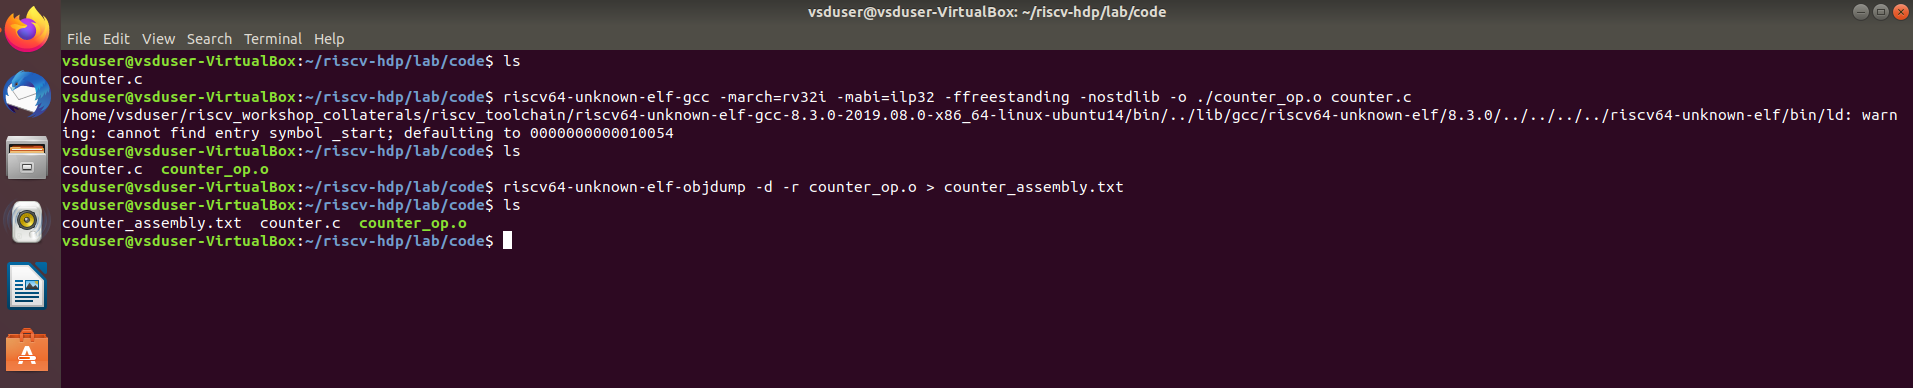 vsduser@vsduser-VirtualBox: ~/riscv-hdp/lab/code
File Edit View Search Terminal Help
vsduser@vsduser-VirtualBox:~/riscv-hdp/lab/code$ ls
counter.c
vsduser@vsduser-VirtualBox:~/riscv-hdp/lab/code$ riscv64-unknown-elf-gcc -march=rv32i -mabi=ilp32 -ffreestanding -nostdlib -o ./counter_op.o counter.c
/home/vsduser/riscv_workshop_collaterals/riscv_toolchain/riscv64-unknown-elf-gcc-8.3.0-2019.08.0-x86_64-linux-ubuntu14/bin/../lib/gcc/riscv64-unknown-elf/8.3.0/../../../../riscv64-unknown-elf/bin/ld: warn
ing: cannot find entry symbol _start; defaulting to 0000000000010054
vsduser@vsduser-VirtualBox:~/riscv-hdp/lab/code$ ls
counter.c  counter_op.o
vsduser@vsduser-VirtualBox:~/riscv-hdp/lab/code$ riscv64-unknown-elf-objdump -d -r counter_op.o > counter_assembly.txt
vsduser@vsduser-VirtualBox:~/riscv-hdp/lab/code$ ls
counter_assembly.txt  counter.c  counter_op.o
vsduser@vsduser-VirtualBox:~/riscv-hdp/lab/code$